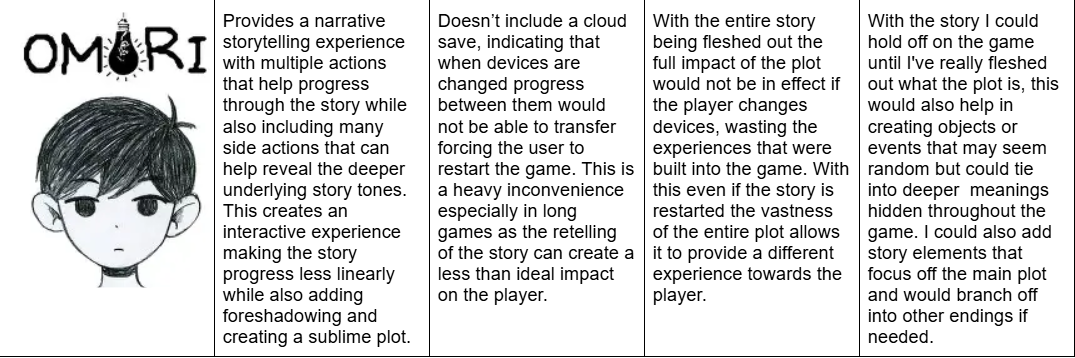 OMORI
Provides a narrative
storytelling experience
with multiple actions
that help progress
through the story while
also including many
side actions that can
help reveal the deeper
underlying story tones.
This creates an
interactive experience
making the story
progress less linearly
while also adding
foreshadowing and
creating a sublime plot.
Doesn’t include a cloud
save, indicating that
when devices are
changed progress
between them would
not be able to transfer
forcing the user to
restart the game. This is
a heavy inconvenience
especially in long
games as the retelling
of the story can create a
less than ideal impact
on the player.
With the entire story
being fleshed out the
full impact of the plot
would not be in effect if
the player changes
devices, wasting the
experiences that were
built into the game. With
this even if the story is
restarted the vastness
of the entire plot allows
it to provide a different
experience towards the
player.
With the story I could
hold off on the game
until I've really fleshed
out what the plot is, this
would also help in
creating objects or
events that may seem
random but could tie
into deeper  meanings
hidden throughout the
game. I could also add
story elements that
focus off the main plot
and would branch off
into other endings if
needed.